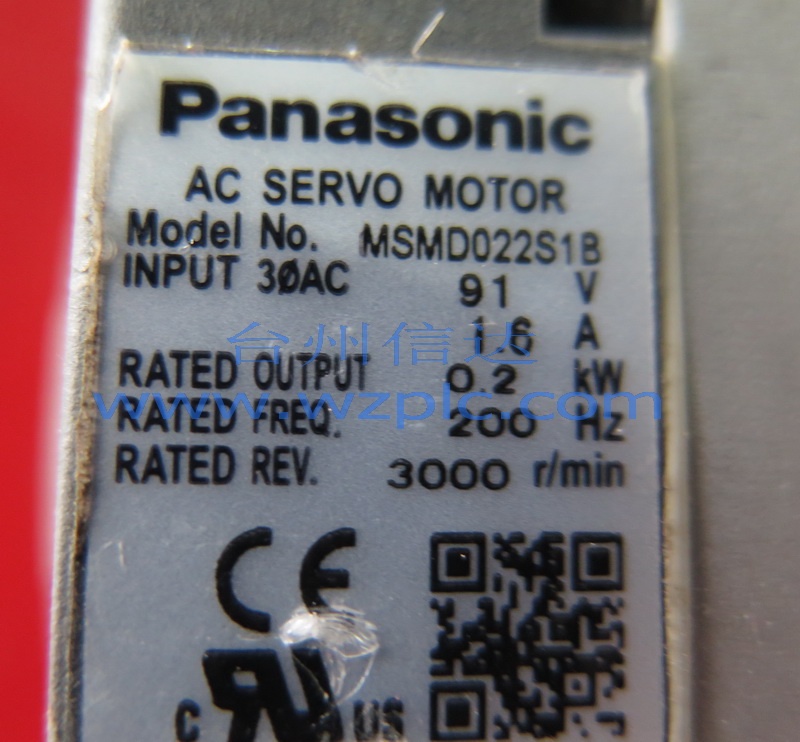 Panasonic
AC SERVO MOTOR
Model No. MSMD022S1B
INPUT 3ØAC 91 V
1.6 A
台州信达
RATED OUTPUT 0.2 kW
www.wzplc.com
RATED FREQ. 200 Hz
RATED REV. 3000 r/min
CE
C US